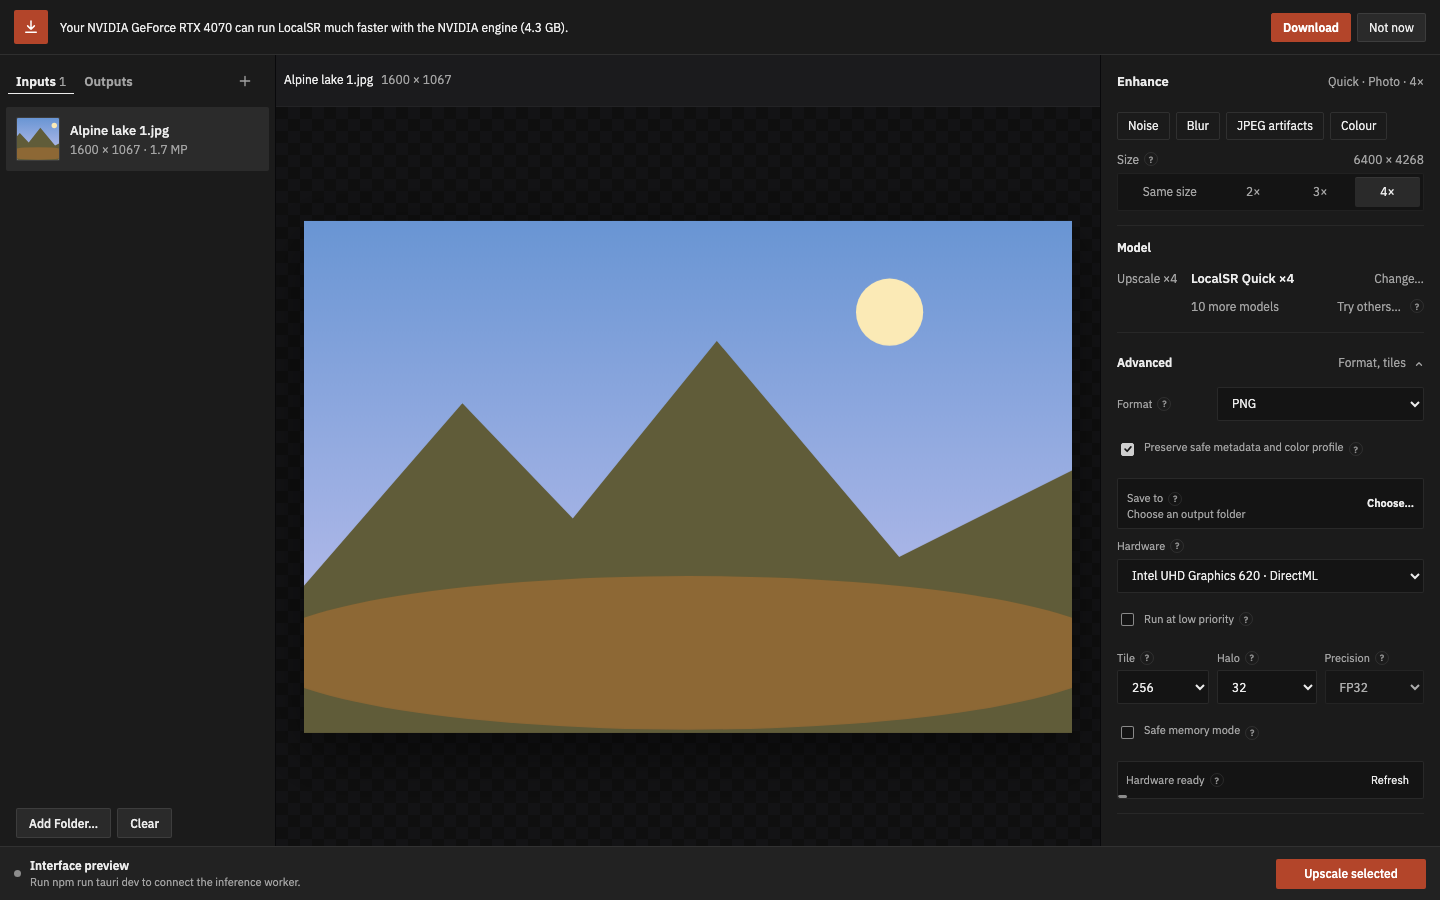 Your NVIDIA GeForce RTX 4070 can run LocalSR much faster with the NVIDIA engine (4.3 GB).
Download
Not now
Inputs 1
Outputs
Alpine lake 1.jpg
1600 × 1067 · 1.7 MP
Add Folder...
Clear
Alpine lake 1.jpg 1600 × 1067
Enhance
Quick · Photo · 4×
Noise
Blur
JPEG artifacts
Colour
Size ?
6400 × 4268
Same size
2×
3×
4×
Model
Upscale ×4
LocalSR Quick ×4
Change...
10 more models
Try others... ?
Advanced
Format, tiles
Format ?
PNG
Preserve safe metadata and color profile ?
Save to ?
Choose an output folder
Choose...
Hardware ?
Intel UHD Graphics 620 · DirectML
Run at low priority ?
Tile ?
Halo ?
Precision ?
256
32
FP32
Safe memory mode ?
Hardware ready ?
Refresh
Interface preview
Run npm run tauri dev to connect the inference worker.
Upscale selected